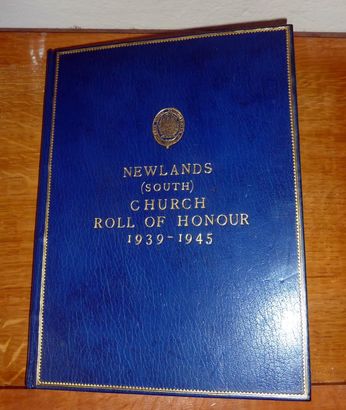 NEWLANDS
(SOUTH)
CHURCH
ROLL OF HONOUR
1939-1945